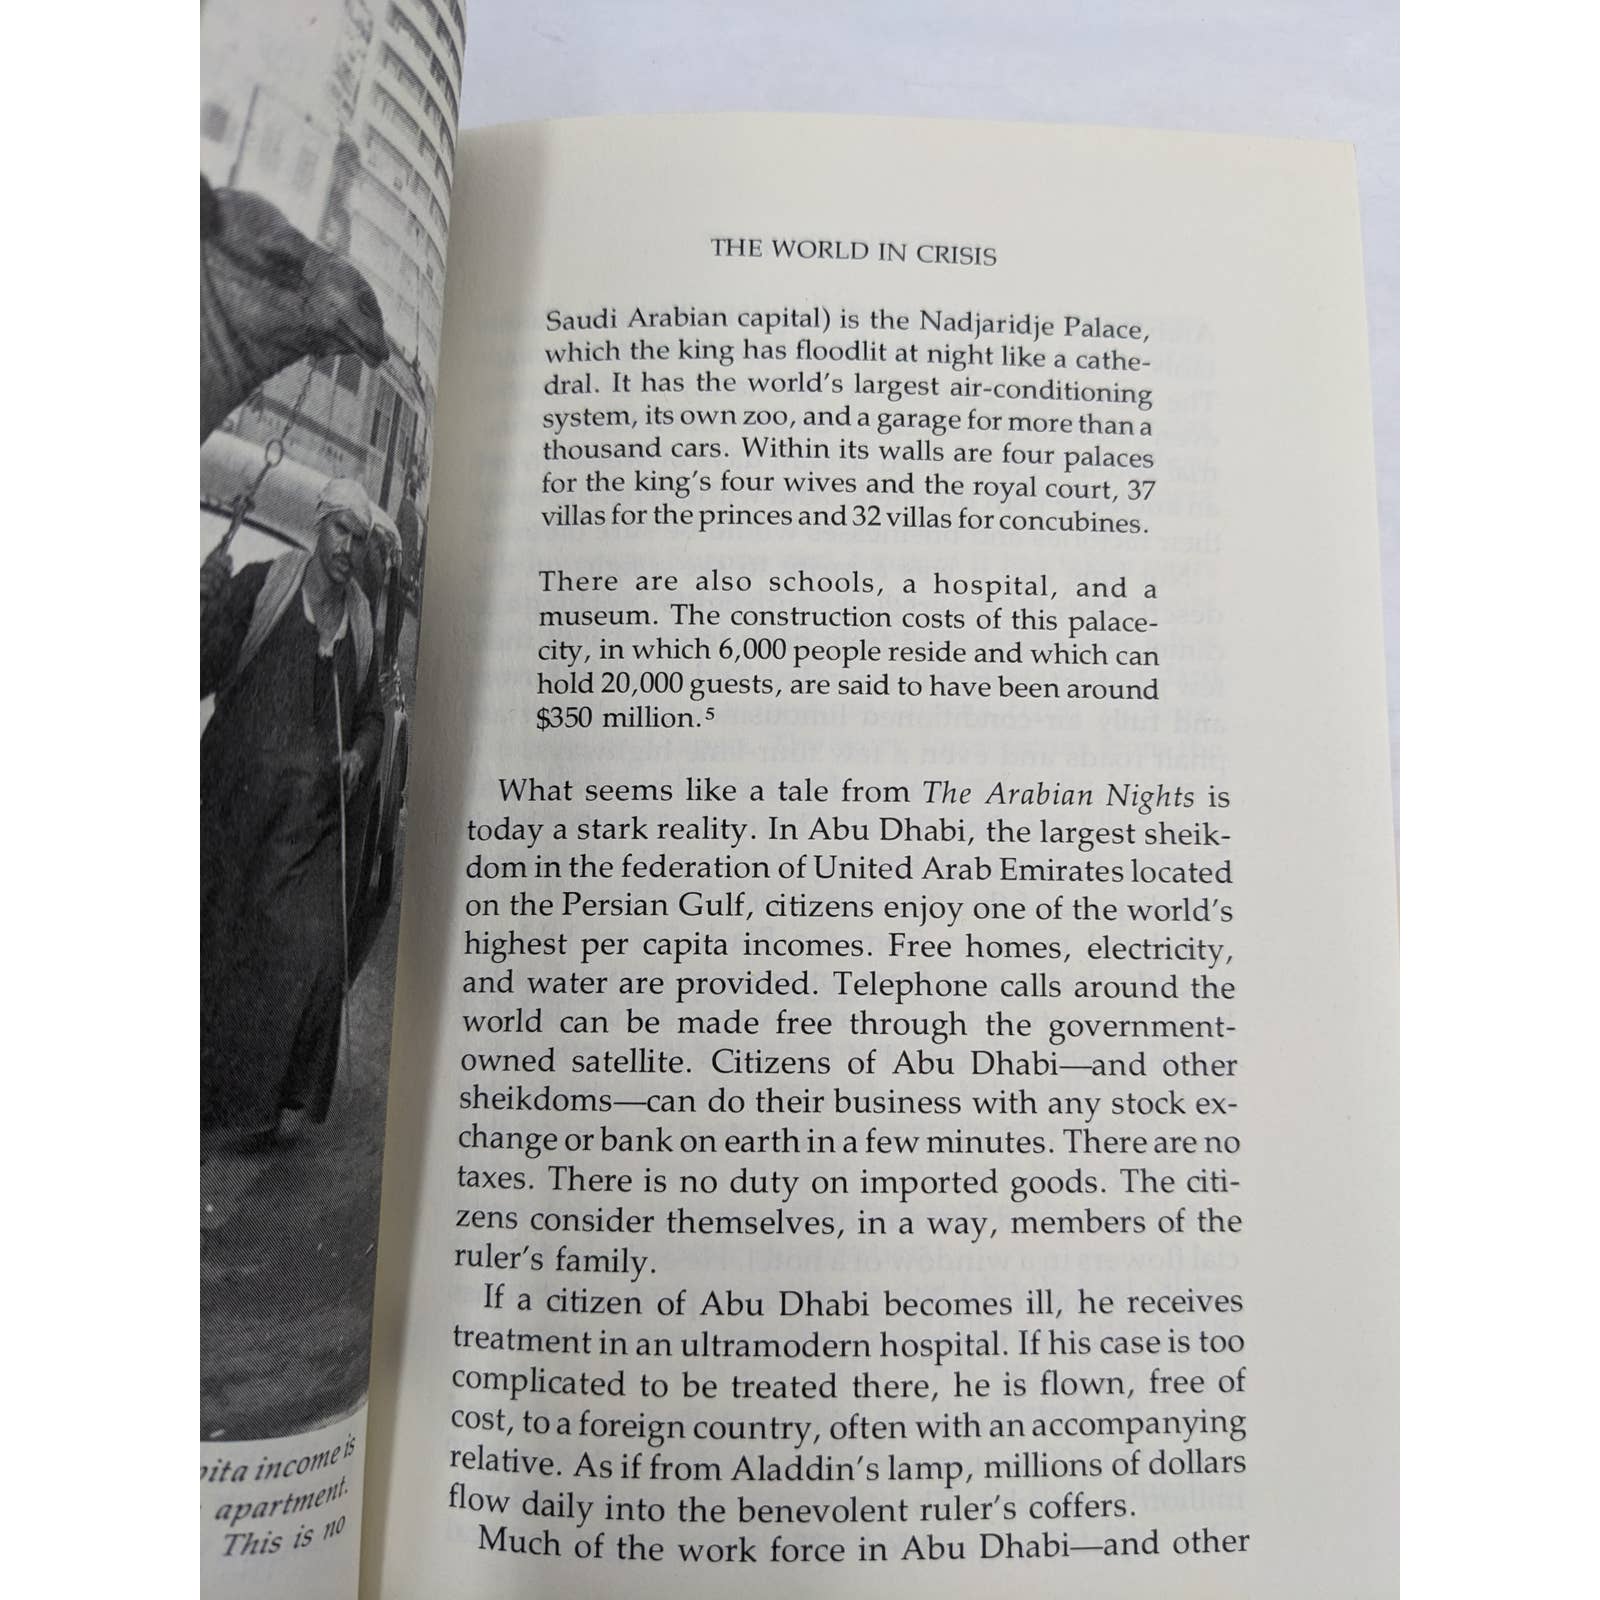 THE WORLD IN CRISIS
Saudi Arabian capital) is the Nadjaridje Palace,
which the king has floodlit at night like a cathe-
dral. It has the world's largest air-conditioning
system, its own zoo, and a garage for more than a
thousand cars. Within its walls are four palaces
for the king's four wives and the royal court, 37
villas for the princes and 32 villas for concubines.
There are also schools, a hospital, and a
museum. The construction costs of this palace-
city, in which 6,000 people reside and which can
hold 20,000 guests, are said to have been around
$350 million.⁵
What seems like a tale from The Arabian Nights is
today a stark reality. In Abu Dhabi, the largest sheik-
dom in the federation of United Arab Emirates located
on the Persian Gulf, citizens enjoy one of the world's
highest per capita incomes. Free homes, electricity,
and water are provided. Telephone calls around the
world can be made free through the government-
owned satellite. Citizens of Abu Dhabi—and other
sheikdoms—can do their business with any stock ex-
change or bank on earth in a few minutes. There are no
taxes. There is no duty on imported goods. The citi-
zens consider themselves, in a way, members of the
ruler's family.
If a citizen of Abu Dhabi becomes ill, he receives
treatment in an ultramodern hospital. If his case is too
complicated to be treated there, he is flown, free of
cost, to a foreign country, often with an accompanying
relative. As if from Aladdin's lamp, millions of dollars
flow daily into the benevolent ruler's coffers.
Much of the work force in Abu Dhabi—and other
income is
apartment.
This is no